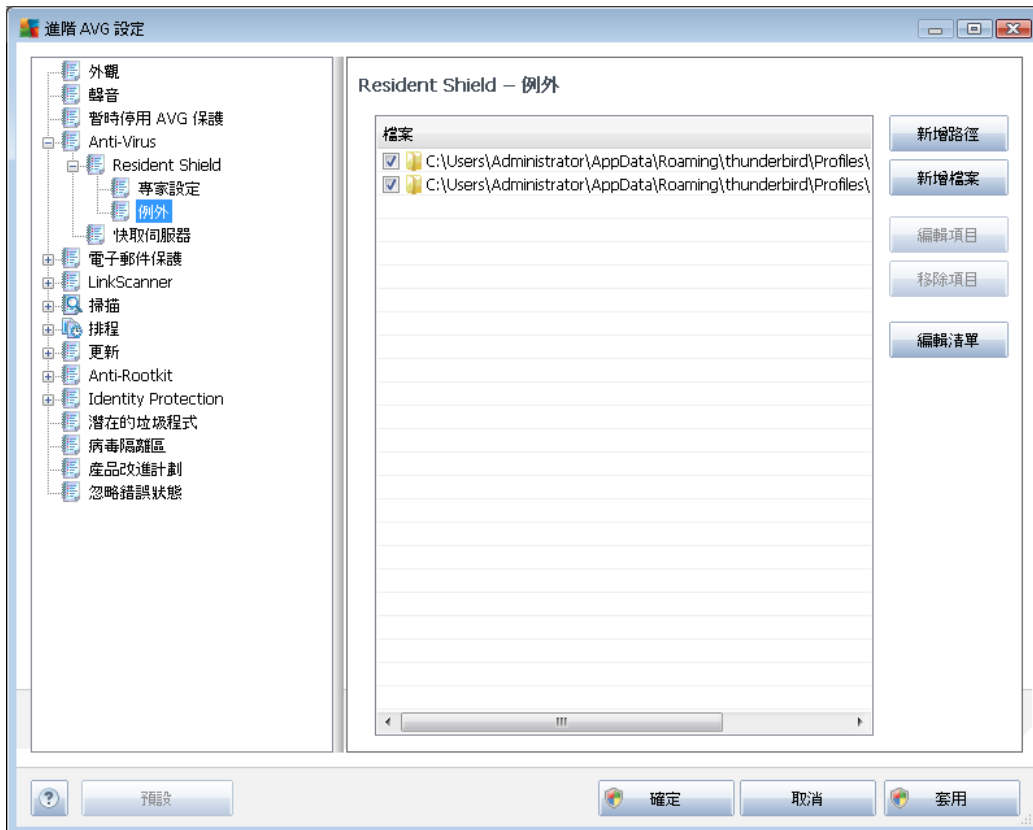 進階 AVG 設定
外觀
聲音
暫時停用 AVG 保護
Anti-Virus
Resident Shield
專家設定
例外
快取伺服器
電子郵件保護
LinkScanner
掃描
排程
更新
Anti-Rootkit
Identity Protection
潛在的垃圾程式
病毒隔離區
產品改進計劃
忽略錯誤狀態
Resident Shield – 例外
檔案
C:\Users\Administrator\AppData\Roaming\thunderbird\Profiles\
C:\Users\Administrator\AppData\Roaming\thunderbird\Profiles\
新增路徑
新增檔案
編輯項目
移除項目
編輯清單
?
預設
確定
取消
套用